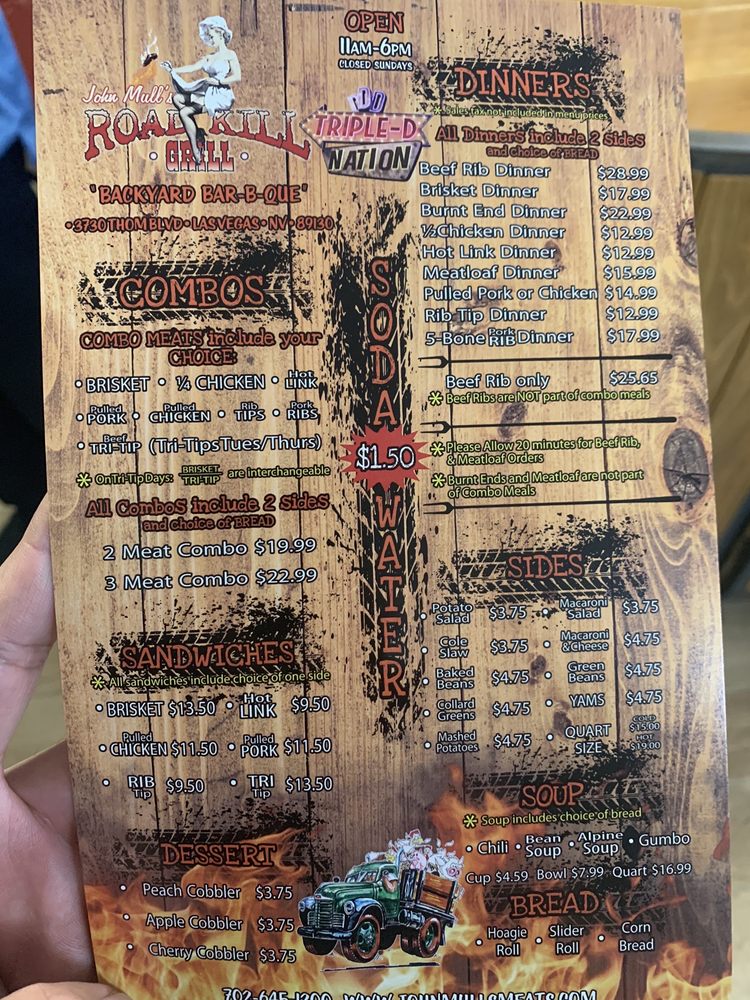 John Mull's
ROAD KILL
• GRILL •
"BACKYARD BAR-B-QUE"
• 3730 THOM BLVD • LAS VEGAS • NV • 89130
OPEN
11AM-6PM
CLOSED SUNDAYS
DD
TRIPLE-D
NATION
COMBOS
COMBO MEATS include your
CHOICE:
• BRISKET • ¼ CHICKEN • Hot LINK
• Pulled PORK • Pulled CHICKEN • Rib TIPS • Pork RIBS
• Beef TRI-TIP (Tri-Tips Tues/Thurs)
* On Tri-Tip Days: BRISKET TRI-TIP are interchangeable
All Combos include 2 sides
and choice of BREAD
2 Meat Combo $19.99
3 Meat Combo $22.99
SANDWICHES
* All sandwiches include choice of one side
• BRISKET $13.50 • Hot LINK $9.50
• Pulled CHICKEN $11.50 • Pulled PORK $11.50
• RIB Tip $9.50 • TRI Tip $13.50
DESSERT
• Peach Cobbler $3.75
• Apple Cobbler $3.75
• Cherry Cobbler $3.75
SODA
$1.50
WATER
DINNERS
* Sales tax not included in menu prices
All Dinners include 2 sides
and choice of BREAD
Beef Rib Dinner $28.99
Brisket Dinner $17.99
Burnt End Dinner $22.99
½ Chicken Dinner $12.99
Hot Link Dinner $12.99
Meatloaf Dinner $15.99
Pulled Pork or Chicken $14.99
Rib Tip Dinner $12.99
5-Bone Pork RIB Dinner $17.99
Beef Rib only $25.65
* Beef Ribs are NOT part of combo meals
* Please Allow 20 minutes for Beef Rib,
& Meatloaf Orders
* Burnt Ends and Meatloaf are not part
of Combo Meals
SIDES
• Potato Salad $3.75 • Macaroni Salad $3.75
• Cole Slaw $3.75 • Macaroni & Cheese $4.75
• Baked Beans $4.75 • Green Beans $4.75
• Collard Greens $4.75 • YAMS $4.75
• Mashed Potatoes $4.75 • QUART SIZE COLD $15.00 HOT $19.00
SOUP
* Soup includes choice of bread
• Chili • Bean Soup • Alpine Soup • Gumbo
Cup $4.59 Bowl $7.99 Quart $16.99
BREAD
• Hoagie Roll • Slider Roll • Corn Bread
702-645-1200 WWW.JOHNMULLSMEATS.COM